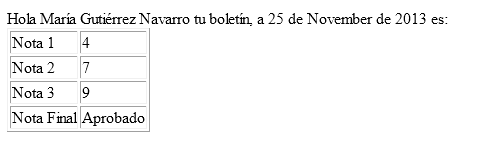 Hola María Gutiérrez Navarro tu boletín, a 25 de November de 2013 es:
Nota 1 4
Nota 2 7
Nota 3 9
Nota Final Aprobado